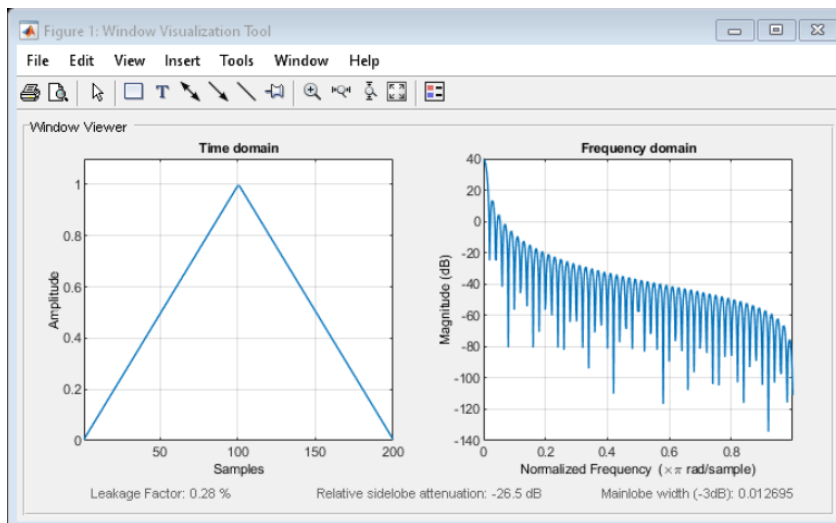 Figure 1: Window Visualization Tool
File Edit View Insert Tools Window Help
T
Window Viewer
Time domain
1
0.8
0.6
0.4
0.2
0
50
100
150
200
Amplitude
Samples
Frequency domain
40
20
0
-20
-40
-60
-80
-100
-120
-140
0
0.2
0.4
0.6
0.8
Magnitude (dB)
Normalized Frequency (×π rad/sample)
Leakage Factor: 0.28 %
Relative sidelobe attenuation: -26.5 dB
Mainlobe width (-3dB): 0.012695